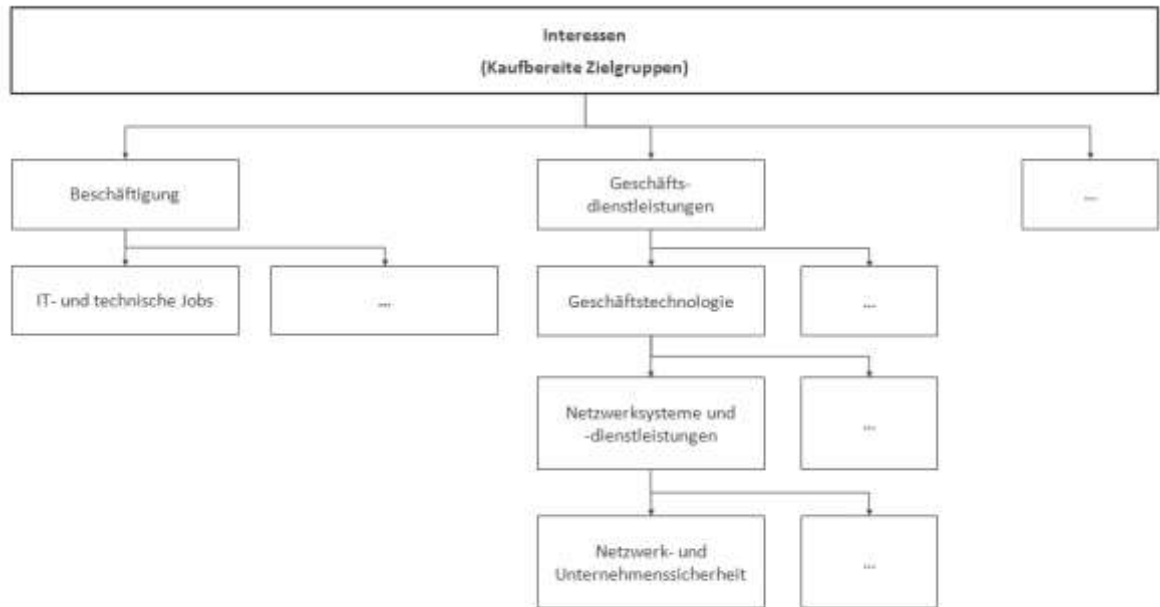 Interessen
(Kaufbereite Zielgruppen)
Beschäftigung
Geschäfts-
dienstleistungen
...
IT- und technische Jobs
...
Geschäftstechnologie
...
Netzwerksysteme und
-dienstleistungen
...
Netzwerk- und
Unternehmenssicherheit
...